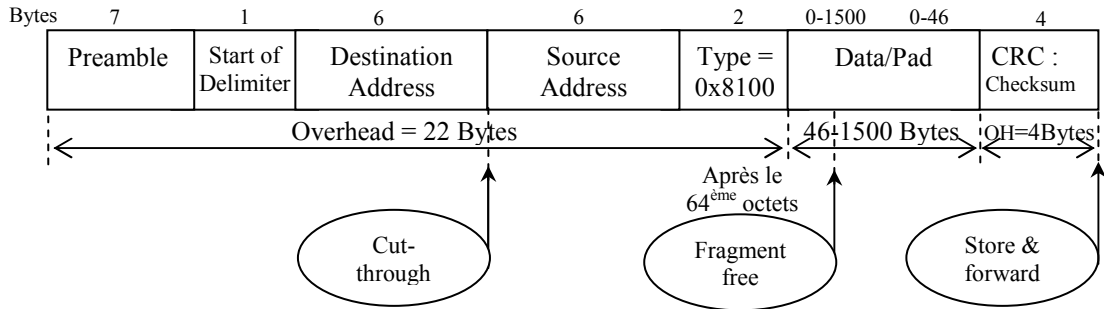 Bytes 7 1 6 6 2 0-1500 0-46 4
Preamble
Start of
Delimiter
Destination
Address
Source
Address
Type =
0x8100
Data/Pad
CRC :
Checksum
Overhead = 22 Bytes
46-1500 Bytes
OH=4Bytes
Après le
64ème octets
Cut-
through
Fragment
free
Store &
forward